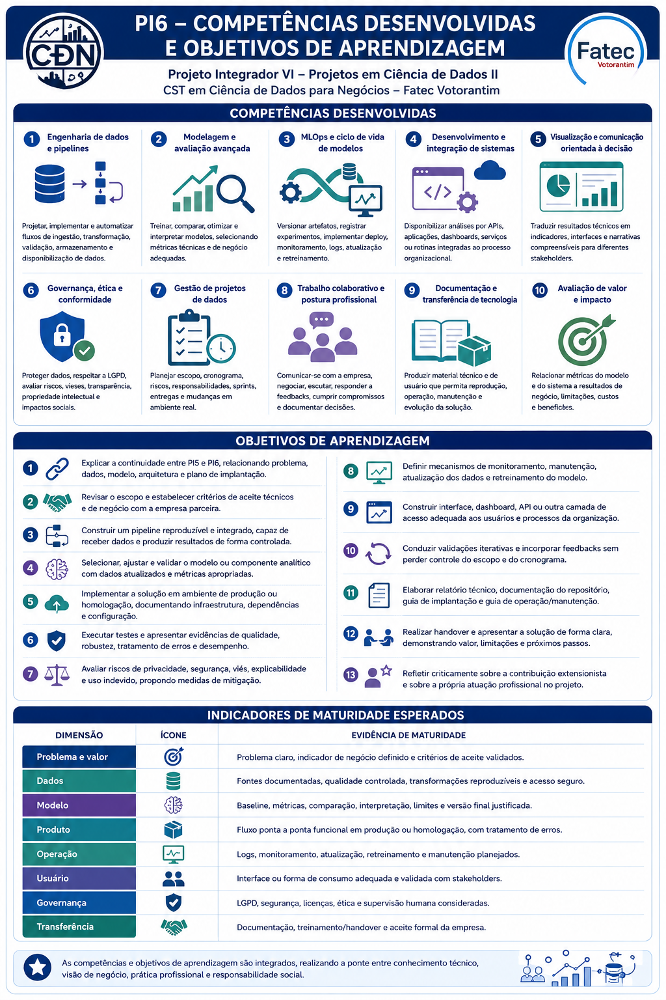 CDN
PI6 – COMPETÊNCIAS DESENVOLVIDAS
E OBJETIVOS DE APRENDIZAGEM
Fatec
Votorantim
Projeto Integrador VI – Projetos em Ciência de Dados II
CST em Ciência de Dados para Negócios – Fatec Votorantim
COMPETÊNCIAS DESENVOLVIDAS
1
Engenharia de dados
e pipelines
Projetar, implementar e automatizar
fluxos de ingestão, transformação,
validação, armazenamento e
disponibilização de dados.
2
Modelagem e
avaliação avançada
Treinar, comparar, otimizar e
interpretar modelos, selecionando
métricas técnicas e de negócio
adequadas.
3
MLOps e ciclo de vida
de modelos
Versionar artefatos, registrar
experimentos, implementar deploy,
monitoramento, logs, atualização
e retreinamento.
4
Desenvolvimento e
integração de sistemas
</>
Disponibilizar análises por APIs,
aplicações, dashboards, serviços
ou rotinas integradas ao processo
organizacional.
5
Visualização e comunicação
orientada à decisão
Traduzir resultados técnicos em
indicadores, interfaces e narrativas
compreensíveis para diferentes
stakeholders.
6
Governança, ética e
conformidade
Proteger dados, respeitar a LGPD,
avaliar riscos, vieses, transparência,
propriedade intelectual e
impactos sociais.
7
Gestão de projetos
de dados
Planejar escopo, cronograma,
riscos, responsabilidades, sprints,
entregas e mudanças em
ambiente real.
8
Trabalho colaborativo e
postura profissional
Comunicar-se com a empresa,
negociar, escutar, responder a
feedbacks, cumprir compromissos
e documentar decisões.
9
Documentação e
transferência de tecnologia
Produzir material técnico e de
usuário que permita reprodução,
operação, manutenção e
evolução da solução.
10
Avaliação de valor
e impacto
Relacionar métricas do modelo
e do sistema a resultados de
negócio, limitações, custos
e benefícios.
OBJETIVOS DE APRENDIZAGEM
1
Explicar a continuidade entre PI5 e PI6, relacionando problema,
dados, modelo, arquitetura e plano de implantação.
2
Revisar o escopo e estabelecer critérios de aceite técnicos
e de negócio com a empresa parceira.
3
Construir um pipeline reproduzível e integrado, capaz de
receber dados e produzir resultados de forma controlada.
4
Selecionar, ajustar e validar o modelo ou componente analítico
com dados atualizados e métricas apropriadas.
5
Implementar a solução em ambiente de produção ou
homologação, documentando infraestrutura, dependências
e configuração.
6
Executar testes e apresentar evidências de qualidade,
robustez, tratamento de erros e desempenho.
7
Avaliar riscos de privacidade, segurança, viés, explicabilidade
e uso indevido, propondo medidas de mitigação.
8
Definir mecanismos de monitoramento, manutenção,
atualização dos dados e retreinamento do modelo.
9
Construir interface, dashboard, API ou outra camada de
acesso adequada aos usuários e processos da organização.
10
Conduzir validações iterativas e incorporar feedbacks sem
perder controle do escopo e do cronograma.
11
Elaborar relatório técnico, documentação do repositório,
guia de implantação e guia de operação/manutenção.
12
Realizar handover e apresentar a solução de forma clara,
demonstrando valor, limitações e próximos passos.
13
Refletir criticamente sobre a contribuição extensionista
e sobre a própria atuação profissional no projeto.
INDICADORES DE MATURIDADE ESPERADOS
DIMENSÃO ÍCONE EVIDÊNCIA DE MATURIDADE
Problema e valor Problema claro, indicador de negócio definido e critérios de aceite validados.
Dados Fontes documentadas, qualidade controlada, transformações reproduzíveis e acesso seguro.
Modelo Baseline, métricas, comparação, interpretação, limites e versão final justificada.
Produto Fluxo ponta a ponta funcional em produção ou homologação, com tratamento de erros.
Operação Logs, monitoramento, atualização, retreinamento e manutenção planejados.
Usuário Interface ou forma de consumo adequada e validada com stakeholders.
Governança LGPD, segurança, licenças, ética e supervisão humana consideradas.
Transferência Documentação, treinamento/handover e aceite formal da empresa.
As competências e objetivos de aprendizagem são integrados, realizando a ponte entre conhecimento técnico,
visão de negócio, prática profissional e responsabilidade social.